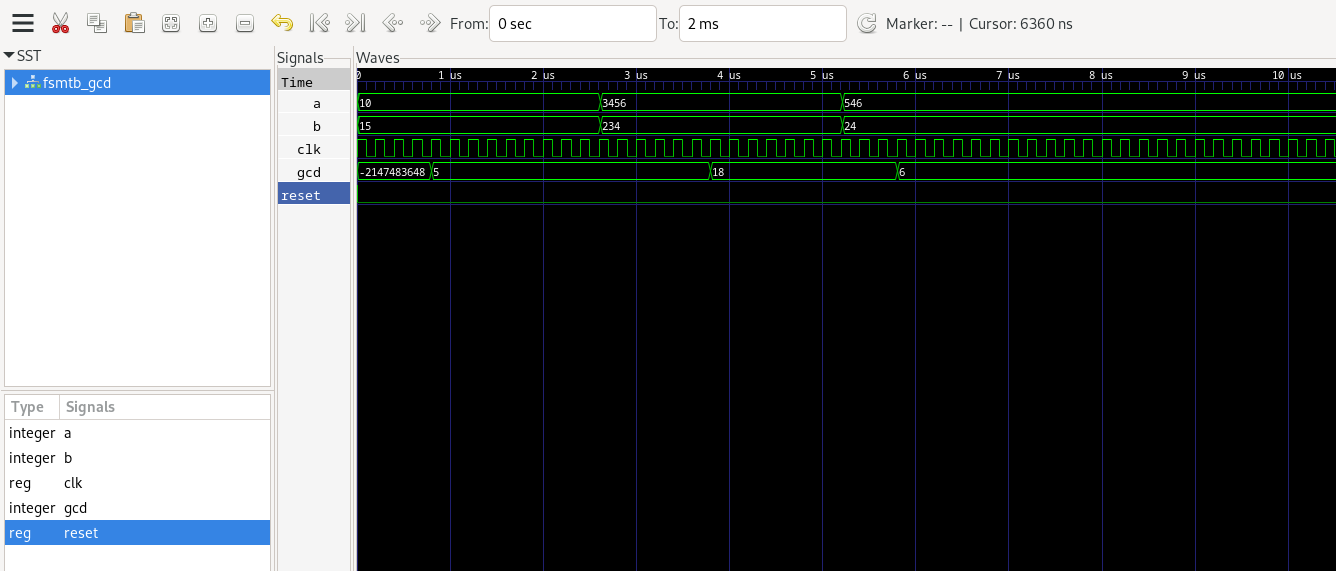 From: 0 sec To: 2 ms Marker: -- | Cursor: 6360 ns
SST
fsmtb_gcd
Type Signals
integer a
integer b
reg clk
integer gcd
reg reset
Signals
Time
a
b
clk
gcd
reset
Waves
0 1 us 2 us 3 us 4 us 5 us 6 us 7 us 8 us 9 us 10 us
10 3456 546
15 234 24
-2147483648 5 18 6